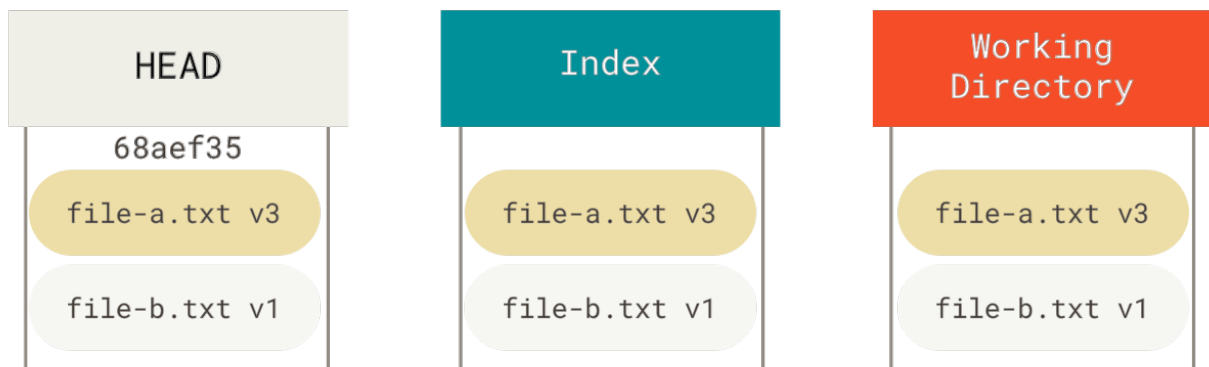 HEAD
Index
Working
Directory
68aef35
file-a.txt v3
file-a.txt v3
file-a.txt v3
file-b.txt v1
file-b.txt v1
file-b.txt v1